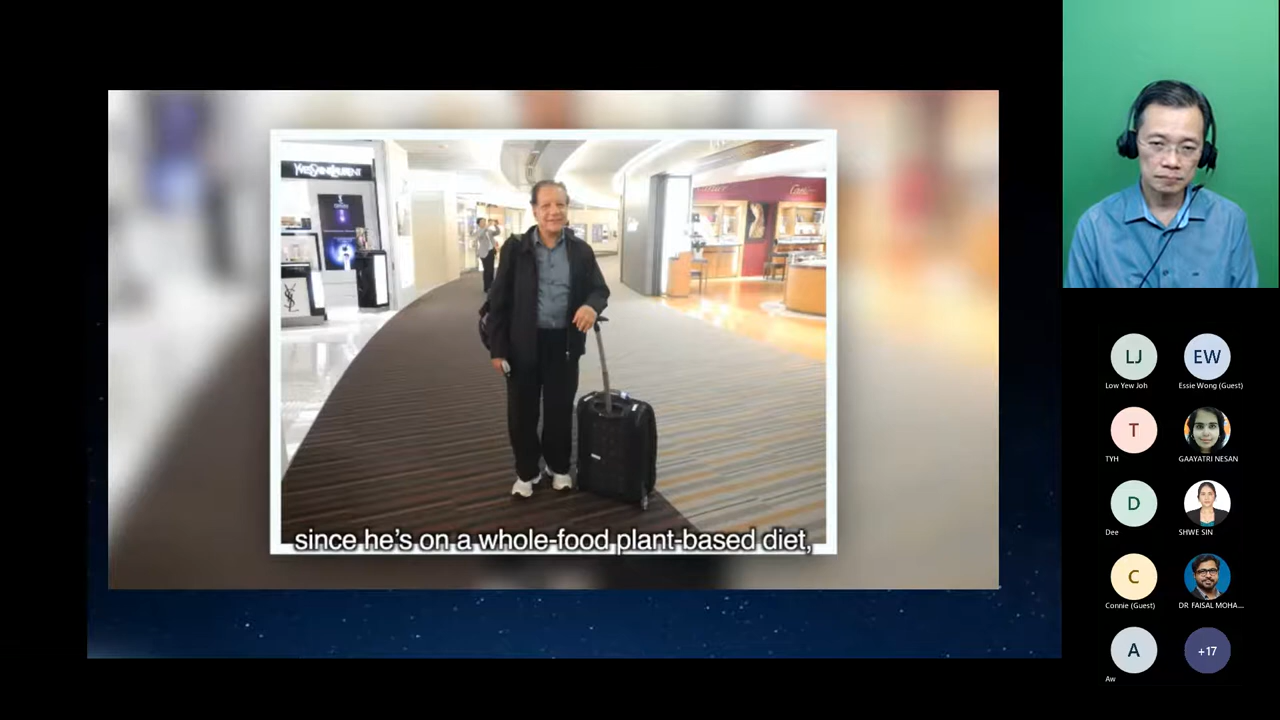 YVESSAINTLAURENT
Cartier
since he's on a whole-food plant-based diet,
LJ
Low Yew Joh
EW
Essie Wong (Guest)
T
TYH
GAAYATRI NESAN
D
Dee
SHWE SIN
C
Connie (Guest)
DR FAISAL MOHA...
A
Aw
+17